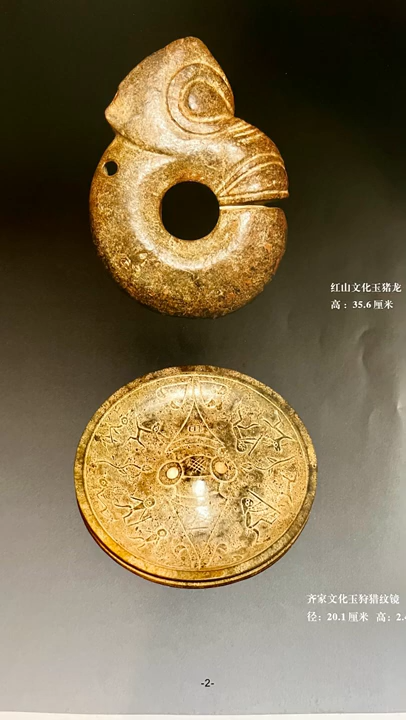 红山文化玉猪龙
高：35.6 厘米
齐家文化玉狩猎纹镜
径：20.1 厘米 高：2.
-2-